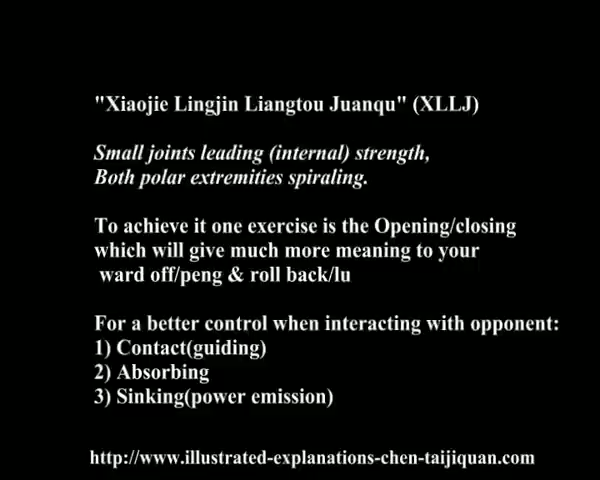 "Xiaojie Lingjin Liangtou Juanqu" (XLLJ)
Small joints leading (internal) strength,
Both polar extremities spiraling.
To achieve it one exercise is the Opening/closing
which will give much more meaning to your
ward off/peng & roll back/lu
For a better control when interacting with opponent:
1) Contact(guiding)
2) Absorbing
3) Sinking(power emission)
http://www.illustrated-explanations-chen-taijiquan.com